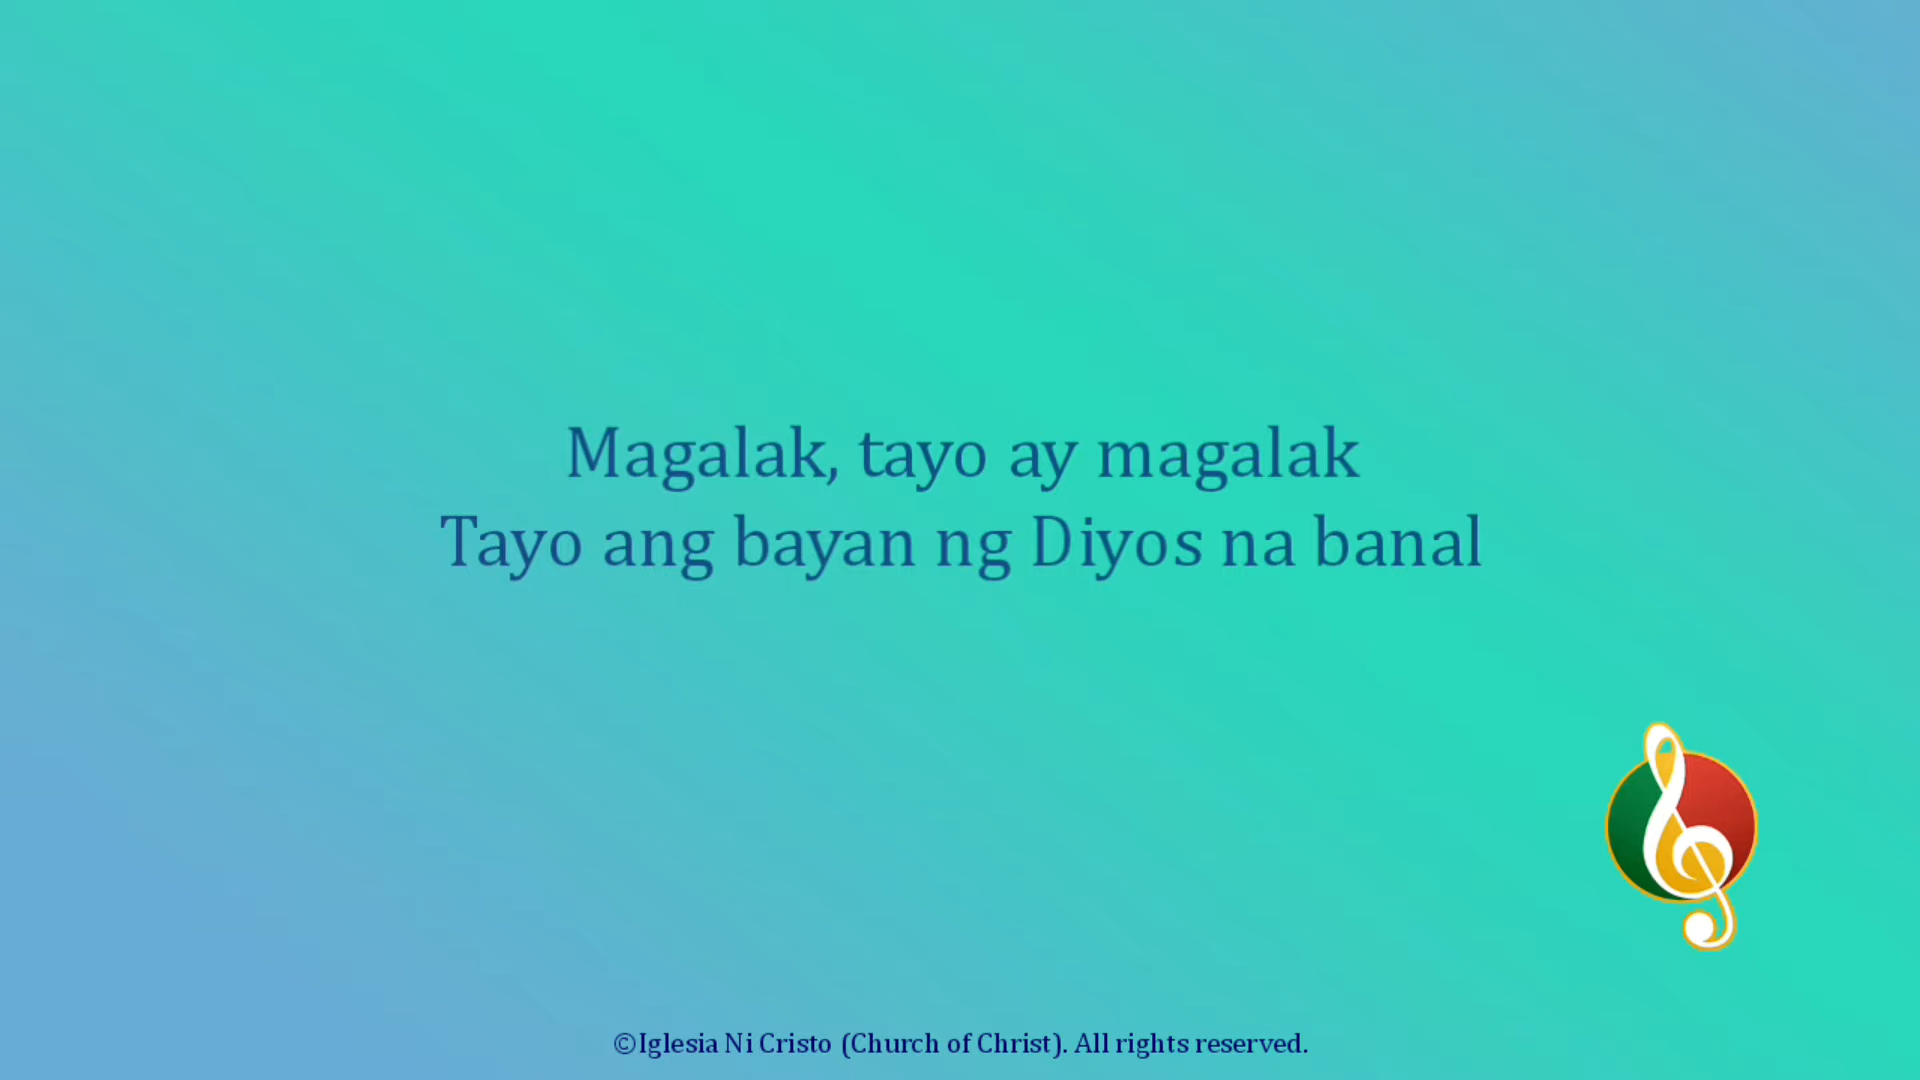 Magalak, tayo ay magalak
Tayo ang bayan ng Diyos na banal
©Iglesia Ni Cristo (Church of Christ). All rights reserved.